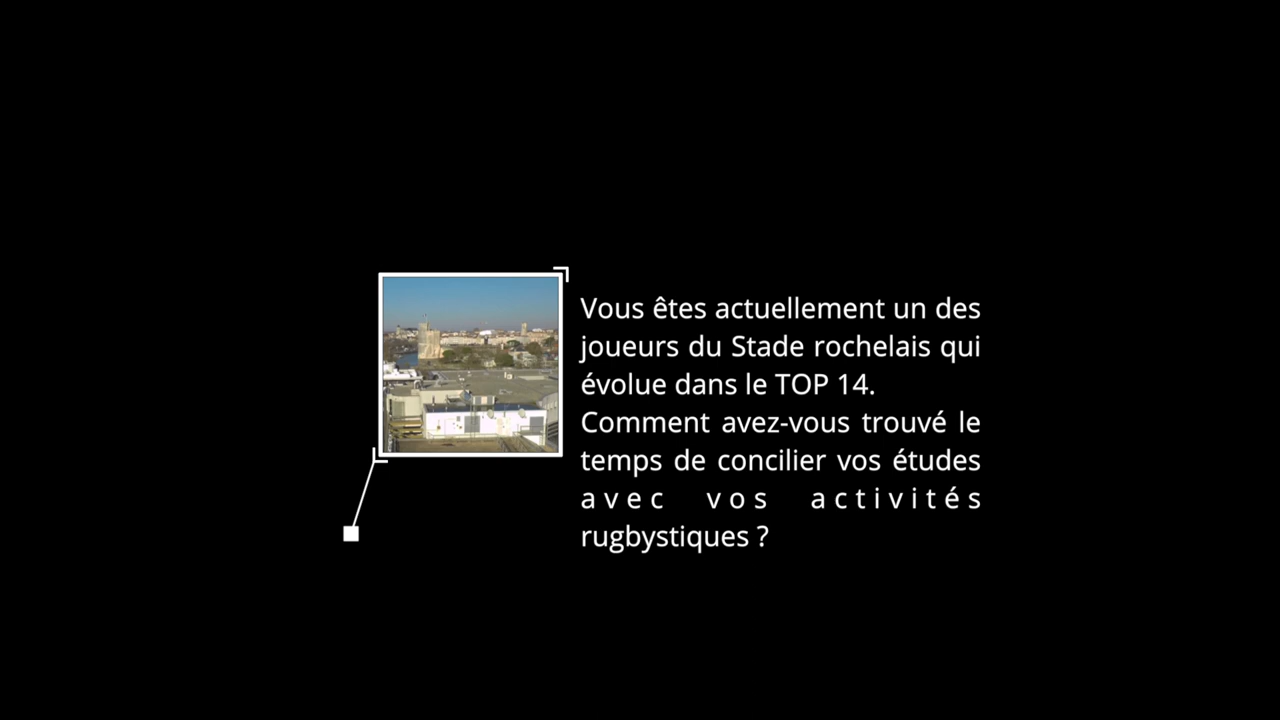 Vous êtes actuellement un des
joueurs du Stade rochelais qui
évolue dans le TOP 14.
Comment avez-vous trouvé le
temps de concilier vos études
avec vos activités
rugbystiques ?